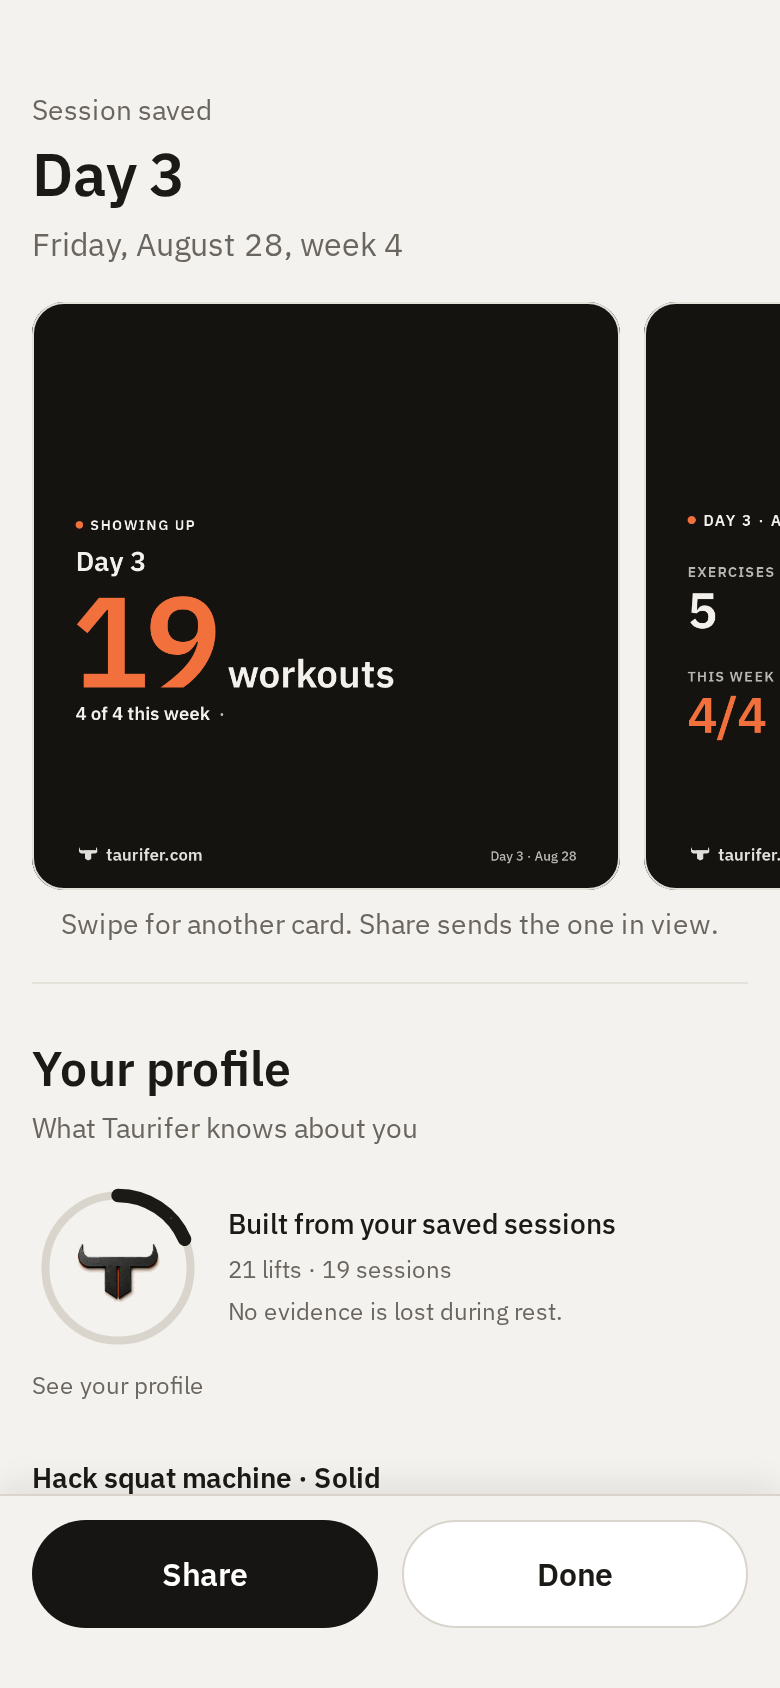 Session saved
Day 3
Friday, August 28, week 4
SHOWING UP
Day 3
19 workouts
4 of 4 this week ·
taurifer.com
Day 3 · Aug 28
DAY 3 ·
EXERCISES
5
THIS WEEK
4/4
taurifer.
Swipe for another card. Share sends the one in view.
Your profile
What Taurifer knows about you
Built from your saved sessions
21 lifts · 19 sessions
No evidence is lost during rest.
See your profile
Hack squat machine · Solid
Share
Done